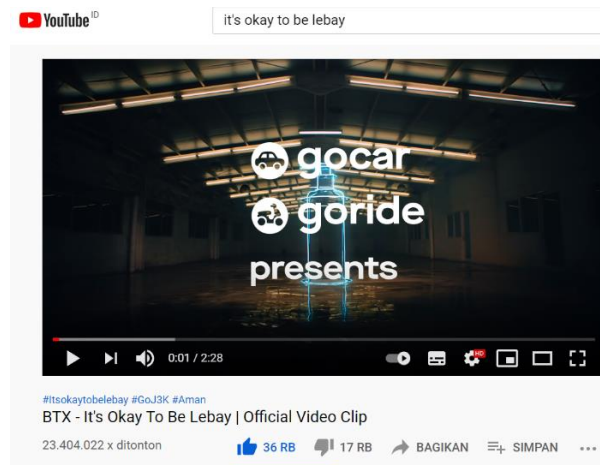 YouTube ID
it's okay to be lebay
gocar
goride
presents
0:01 / 2:28
HD
#Itsokaytobelebay #GoJ3K #Aman
BTX - It's Okay To Be Lebay | Official Video Clip
23.404.022 x ditonton 36 RB 17 RB BAGIKAN SIMPAN